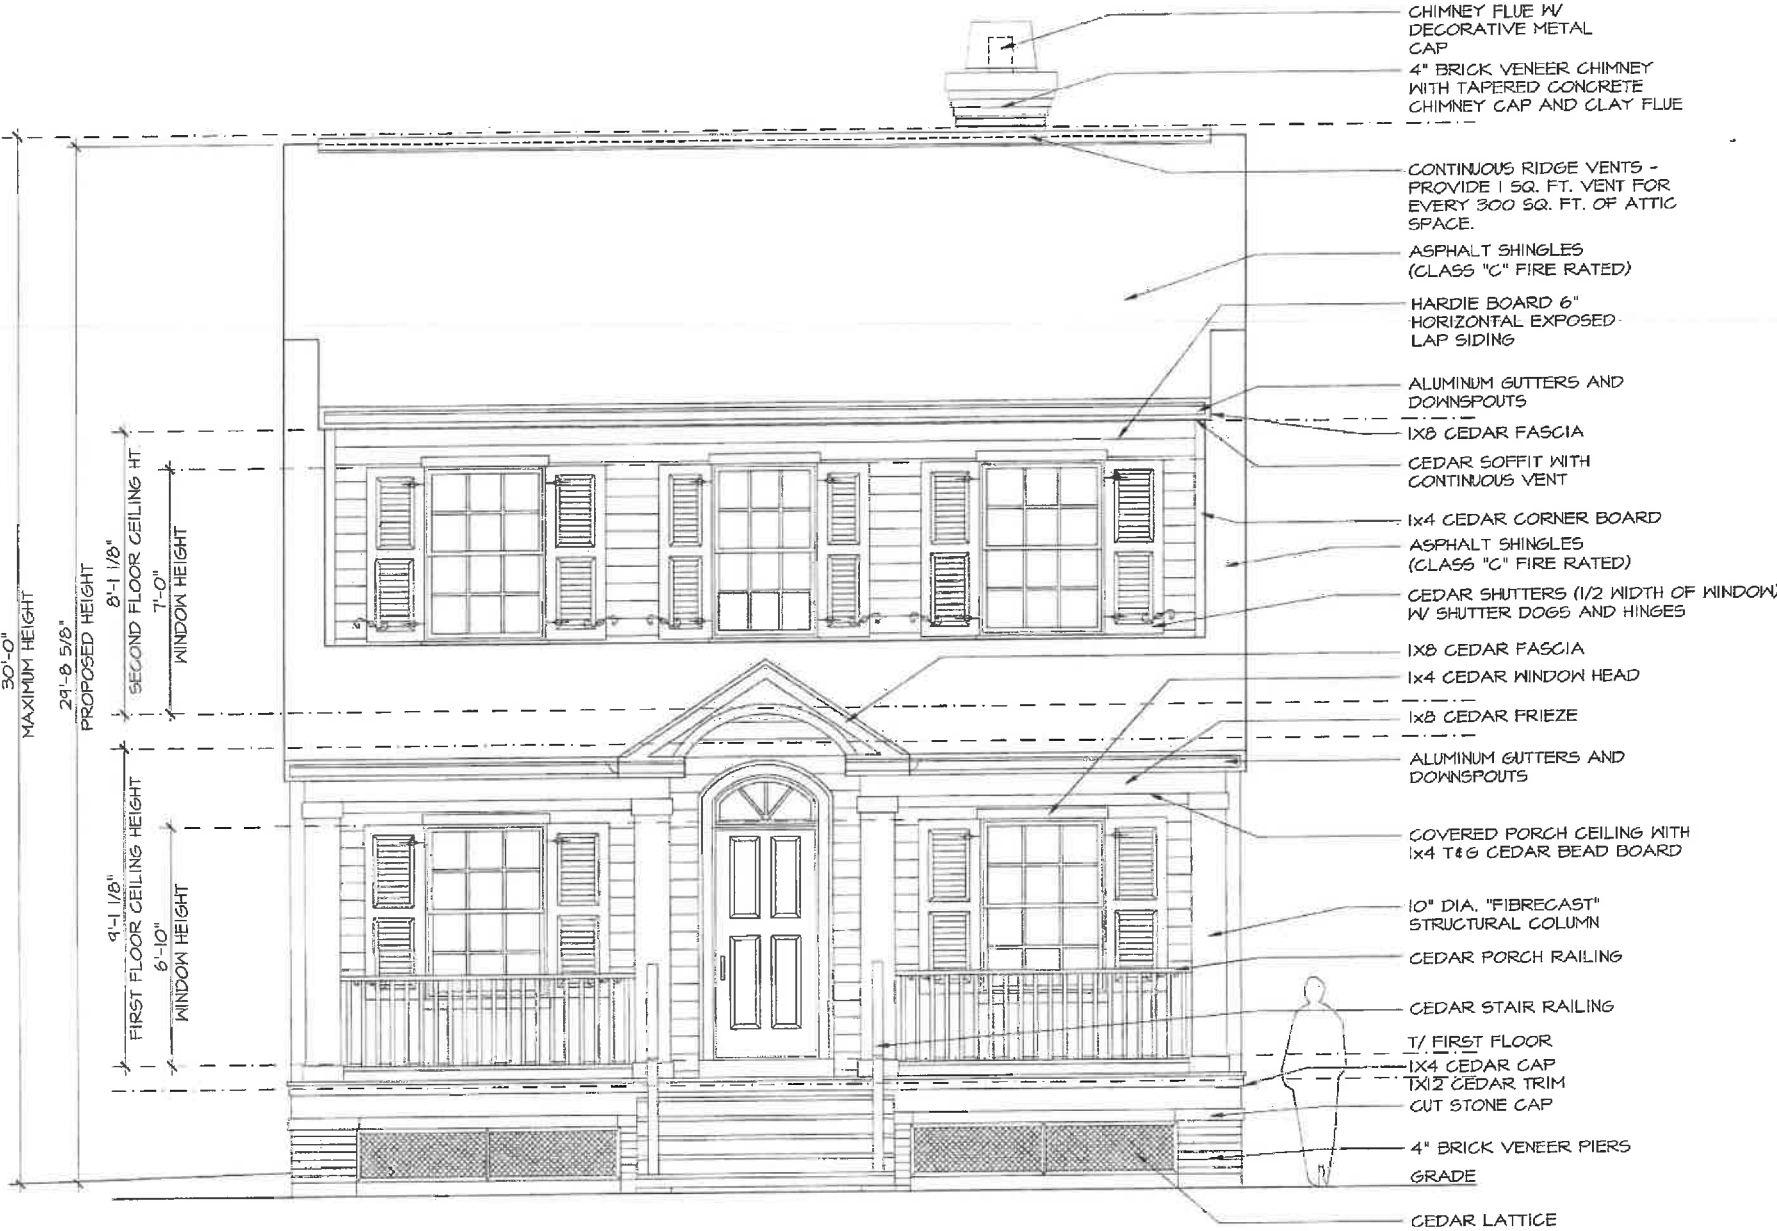 CHIMNEY FLUE W/
DECORATIVE METAL
CAP
4" BRICK VENEER CHIMNEY
WITH TAPERED CONCRETE
CHIMNEY CAP AND CLAY FLUE
CONTINUOUS RIDGE VENTS -
PROVIDE 1 SQ. FT. VENT FOR
EVERY 300 SQ. FT. OF ATTIC
SPACE.
ASPHALT SHINGLES
(CLASS "C" FIRE RATED)
HARDIE BOARD 6"
HORIZONTAL EXPOSED
LAP SIDING
ALUMINUM GUTTERS AND
DOWNSPOUTS
1X8 CEDAR FASCIA
CEDAR SOFFIT WITH
CONTINUOUS VENT
1x4 CEDAR CORNER BOARD
ASPHALT SHINGLES
(CLASS "C" FIRE RATED)
CEDAR SHUTTERS (1/2 WIDTH OF WINDOW)
W/ SHUTTER DOGS AND HINGES
1X8 CEDAR FASCIA
1x4 CEDAR WINDOW HEAD
1x8 CEDAR FRIEZE
ALUMINUM GUTTERS AND
DOWNSPOUTS
COVERED PORCH CEILING WITH
1x4 T&G CEDAR BEAD BOARD
10" DIA. "FIBRECAST"
STRUCTURAL COLUMN
CEDAR PORCH RAILING
CEDAR STAIR RAILING
T/ FIRST FLOOR
1X4 CEDAR CAP
1X12 CEDAR TRIM
CUT STONE CAP
4" BRICK VENEER PIERS
GRADE
CEDAR LATTICE
30'-0"
MAXIMUM HEIGHT
29'-8 5/8"
PROPOSED HEIGHT
8'-1 1/8"
SECOND FLOOR CEILING HT.
7'-0"
WINDOW HEIGHT
9'-1 1/8"
FIRST FLOOR CEILING HEIGHT
6'-10"
WINDOW HEIGHT